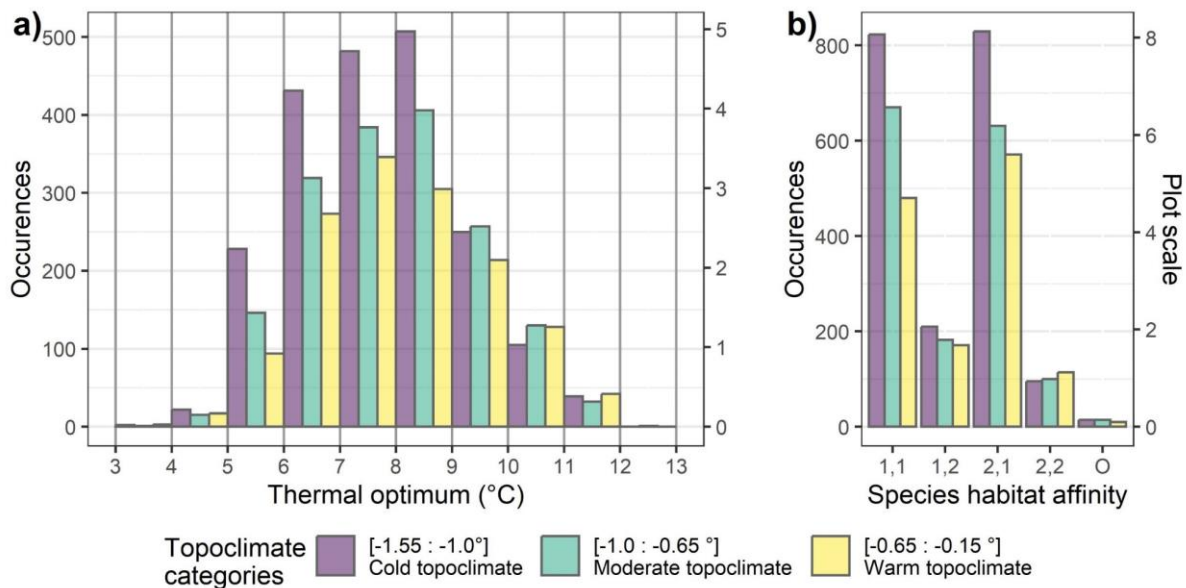 a)
Occurences
500
400
300
200
100
0
5
4
3
2
1
0
3 4 5 6 7 8 9 10 11 12 13
Thermal optimum (°C)
b)
Occurences
800
600
400
200
0
8
6
4
2
0
Plot scale
1,1 1,2 2,1 2,2 O
Species habitat affinity
Topoclimate
categories
[-1.55 : -1.0°]
Cold topoclimate
[-1.0 : -0.65 °]
Moderate topoclimate
[-0.65 : -0.15 °]
Warm topoclimate